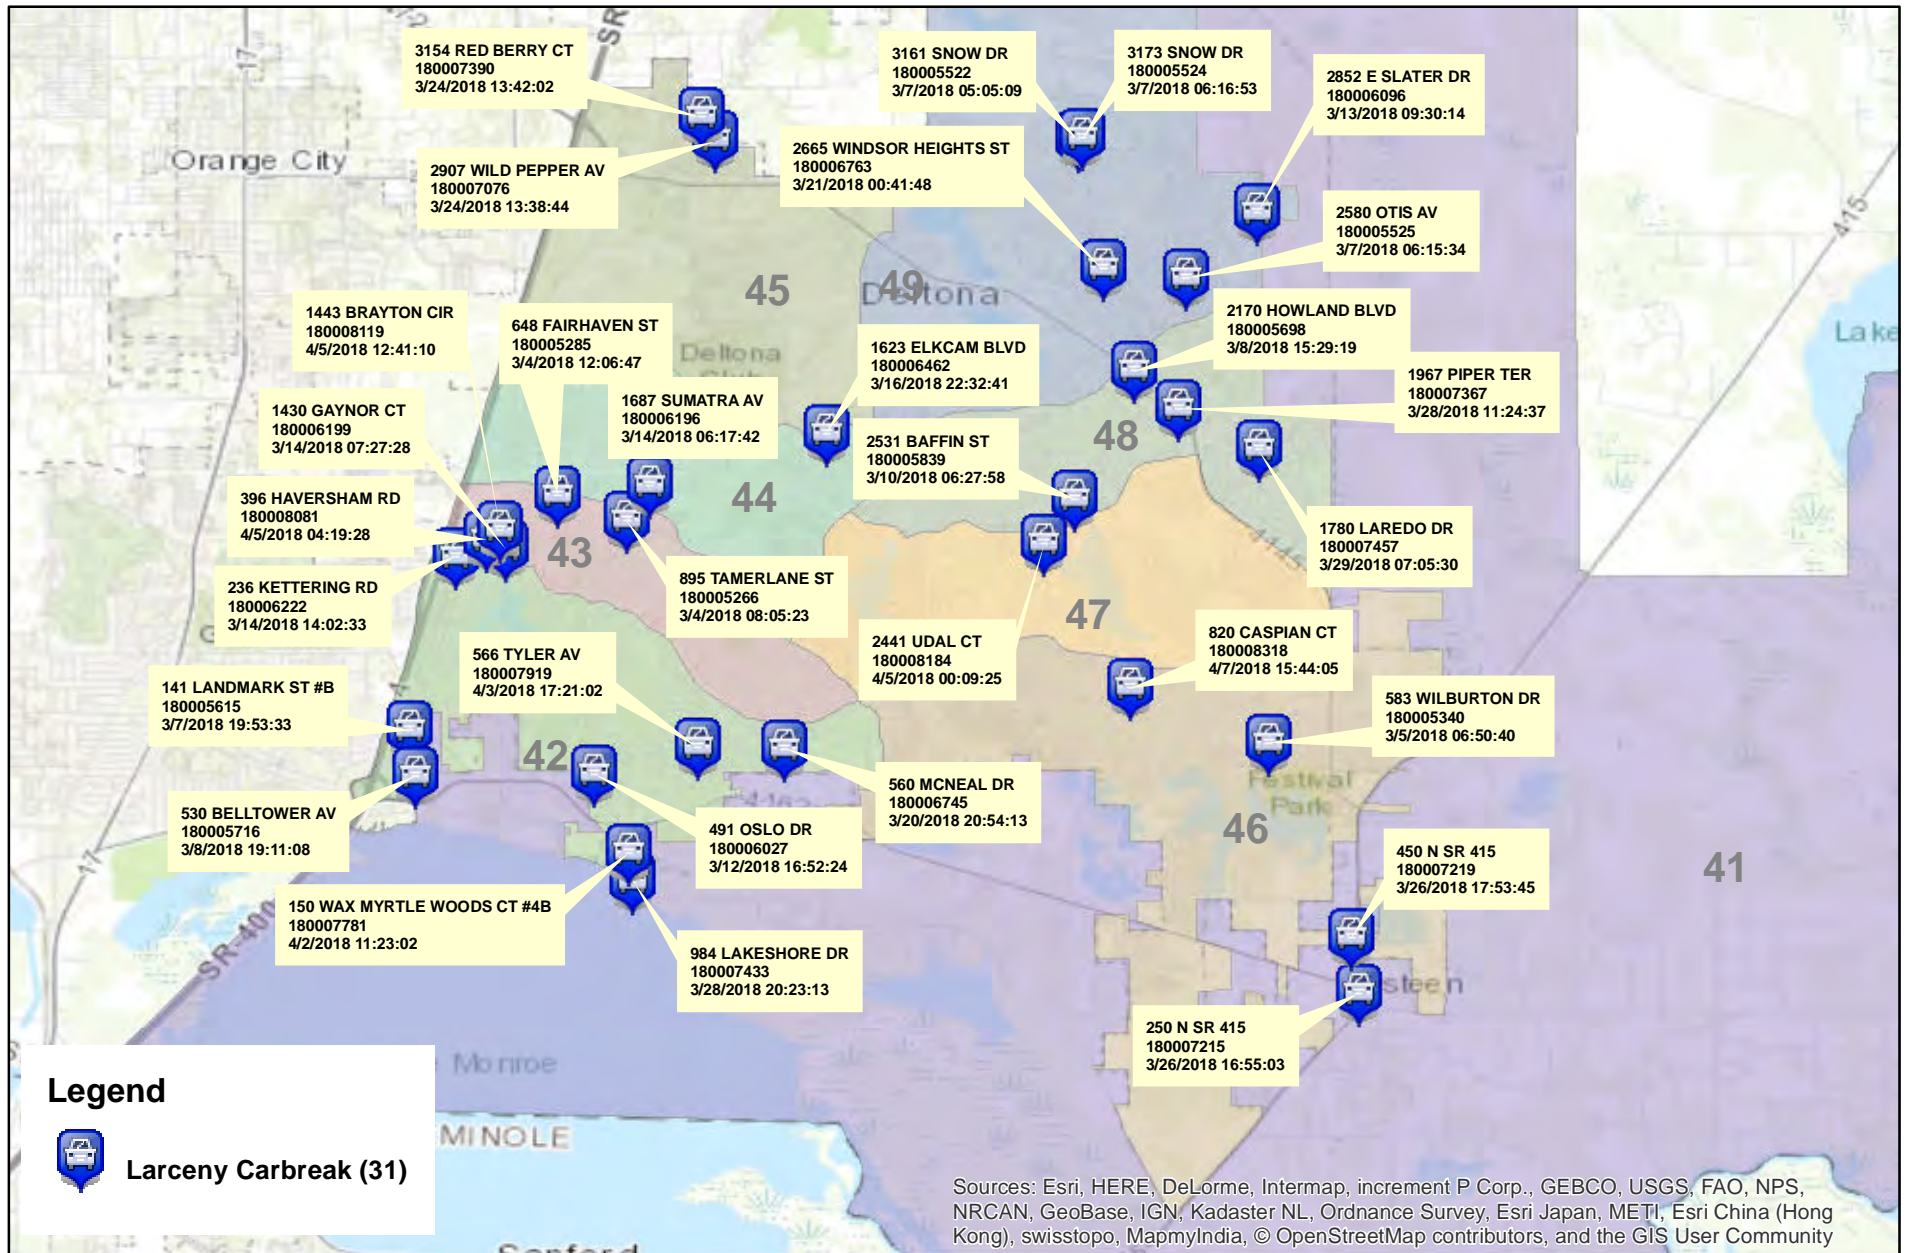 3154 RED BERRY CT
180007390
3/24/2018 13:42:02
3161 SNOW DR
180005522
3/7/2018 05:05:09
3173 SNOW DR
180005524
3/7/2018 06:16:53
2852 E SLATER DR
180006096
3/13/2018 09:30:14
17
SR
Orange City
2907 WILD PEPPER AV
180007076
3/24/2018 13:38:44
2665 WINDSOR HEIGHTS ST
180006763
3/21/2018 00:41:48
2580 OTIS AV
180005525
3/7/2018 06:15:34
415
45
49
Deltona
1443 BRAYTON CIR
180008119
4/5/2018 12:41:10
648 FAIRHAVEN ST
180005285
3/4/2018 12:06:47
Deltona
1623 ELKCAM BLVD
180006462
3/16/2018 22:32:41
2170 HOWLAND BLVD
180005698
3/8/2018 15:29:19
Lake
1967 PIPER TER
180007367
3/28/2018 11:24:37
1430 GAYNOR CT
180006199
3/14/2018 07:27:28
1687 SUMATRA AV
180006196
3/14/2018 06:17:42
2531 BAFFIN ST
180005839
3/10/2018 06:27:58
48
396 HAVERSHAM RD
180008081
4/5/2018 04:19:28
44
43
1780 LAREDO DR
180007457
3/29/2018 07:05:30
236 KETTERING RD
180006222
3/14/2018 14:02:33
895 TAMERLANE ST
180005266
3/4/2018 08:05:23
47
2441 UDAL CT
180008184
4/5/2018 00:09:25
820 CASPIAN CT
180008318
4/7/2018 15:44:05
566 TYLER AV
180007919
4/3/2018 17:21:02
141 LANDMARK ST #B
180005615
3/7/2018 19:53:33
583 WILBURTON DR
180005340
3/5/2018 06:50:40
42
560 MCNEAL DR
180006745
3/20/2018 20:54:13
Festival
Park
46
530 BELLTOWER AV
180005716
3/8/2018 19:11:08
491 OSLO DR
180006027
3/12/2018 16:52:24
4162
450 N SR 415
180007219
3/26/2018 17:53:45
41
17
150 WAX MYRTLE WOODS CT #4B
180007781
4/2/2018 11:23:02
SR-400
984 LAKESHORE DR
180007433
3/28/2018 20:23:13
steen
250 N SR 415
180007215
3/26/2018 16:55:03
Monroe
Legend
Larceny Carbreak (31)
MINOLE
Sanford
Sources: Esri, HERE, DeLorme, Intermap, increment P Corp., GEBCO, USGS, FAO, NPS,
NRCAN, GeoBase, IGN, Kadaster NL, Ordnance Survey, Esri Japan, METI, Esri China (Hong
Kong), swisstopo, MapmyIndia, © OpenStreetMap contributors, and the GIS User Community